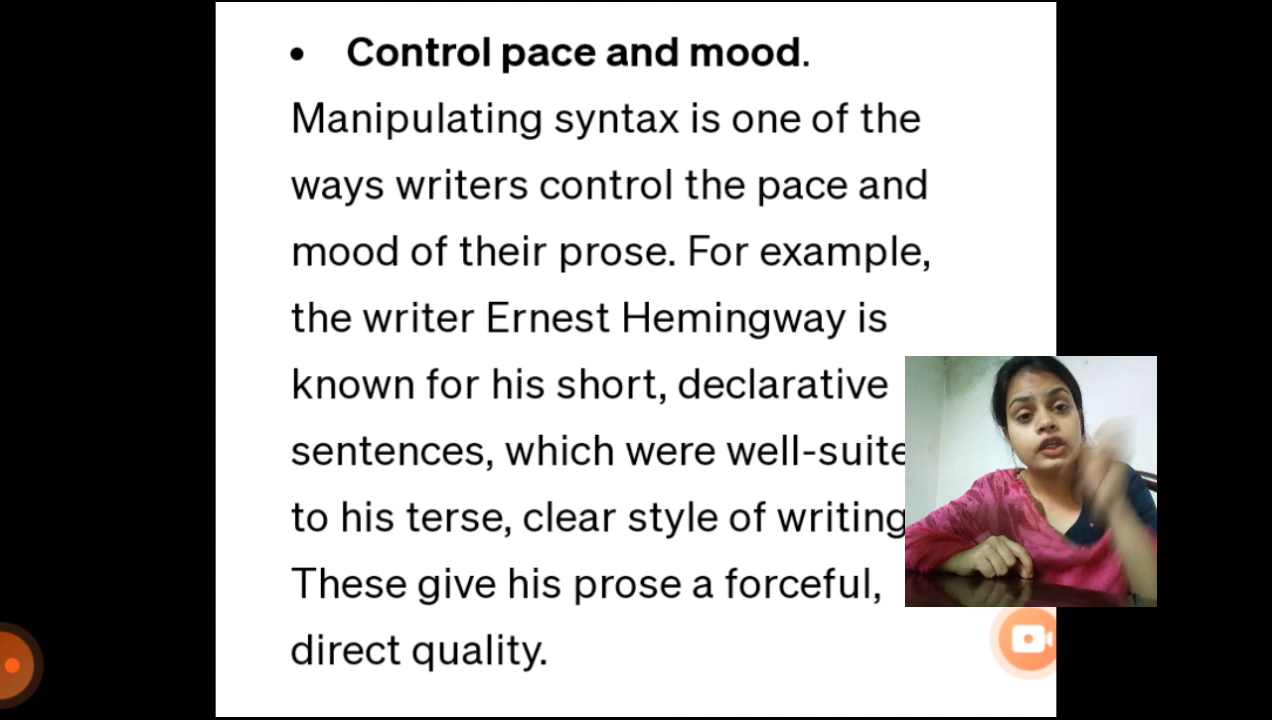 • Control pace and mood.
Manipulating syntax is one of the
ways writers control the pace and
mood of their prose. For example,
the writer Ernest Hemingway is
known for his short, declarative
sentences, which were well-suite
to his terse, clear style of writing
These give his prose a forceful,
direct quality.